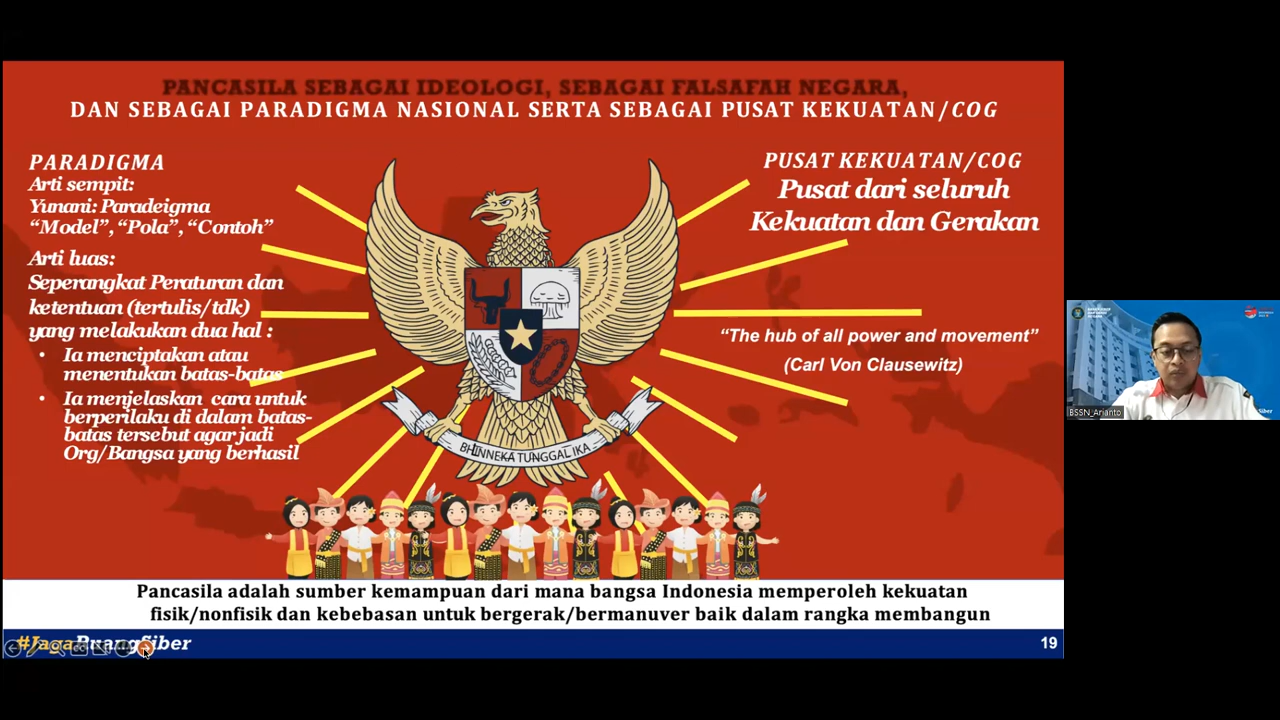 PANCASILA SEBAGAI IDEOLOGI, SEBAGAI FALSAFAH NEGARA,
DAN SEBAGAI PARADIGMA NASIONAL SERTA SEBAGAI PUSAT KEKUATAN/COG
PARADIGMA
Arti sempit:
Yunani: Paradeigma
“Model”, “Pola”, “Contoh”
Arti luas:
Seperangkat Peraturan dan
ketentuan (tertulis/tdk)
yang melakukan dua hal :
• Ia menciptakan atau
menentukan batas-batas
• Ia menjelaskan cara untuk
berperilaku di dalam batas-
batas tersebut agar jadi
Org/Bangsa yang berhasil
PUSAT KEKUATAN/COG
Pusat dari seluruh
Kekuatan dan Gerakan
“The hub of all power and movement”
(Carl Von Clausewitz)
BHINNEKA TUNGGAL IKA
Pancasila adalah sumber kemampuan dari mana bangsa Indonesia memperoleh kekuatan
fisik/nonfisik dan kebebasan untuk bergerak/bermanuver baik dalam rangka membangun
#JagaRuangSiber
19
BSSN_Arianto